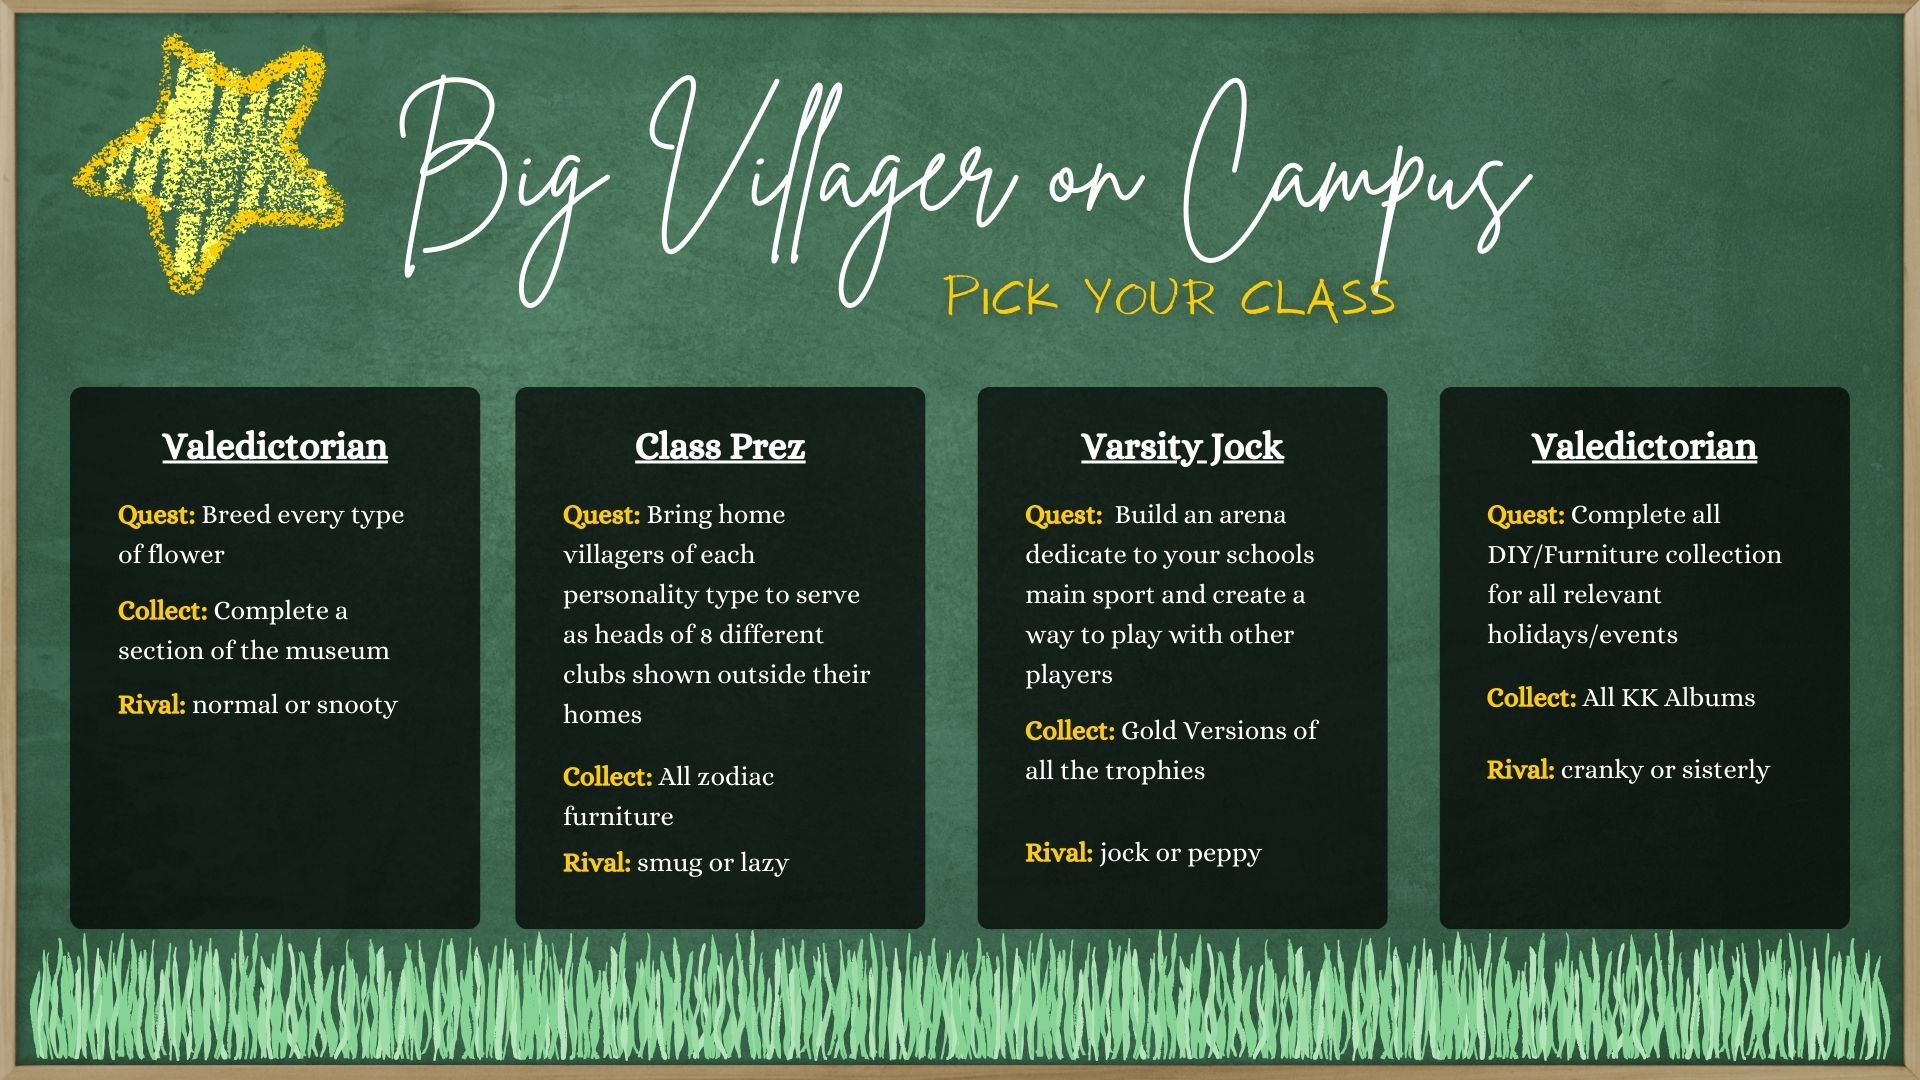 Big Villager on Campus
PICK YOUR CLASS
Valedictorian
Quest: Breed every type
of flower
Collect: Complete a
section of the museum
Rival: normal or snooty
Class Prez
Quest: Bring home
villagers of each
personality type to serve
as heads of 8 different
clubs shown outside their
homes
Collect: All zodiac
furniture
Rival: smug or lazy
Varsity Jock
Quest:  Build an arena
dedicate to your schools
main sport and create a
way to play with other
players
Collect: Gold Versions of
all the trophies
Rival: jock or peppy
Valedictorian
Quest: Complete all
DIY/Furniture collection
for all relevant
holidays/events
Collect: All KK Albums
Rival: cranky or sisterly